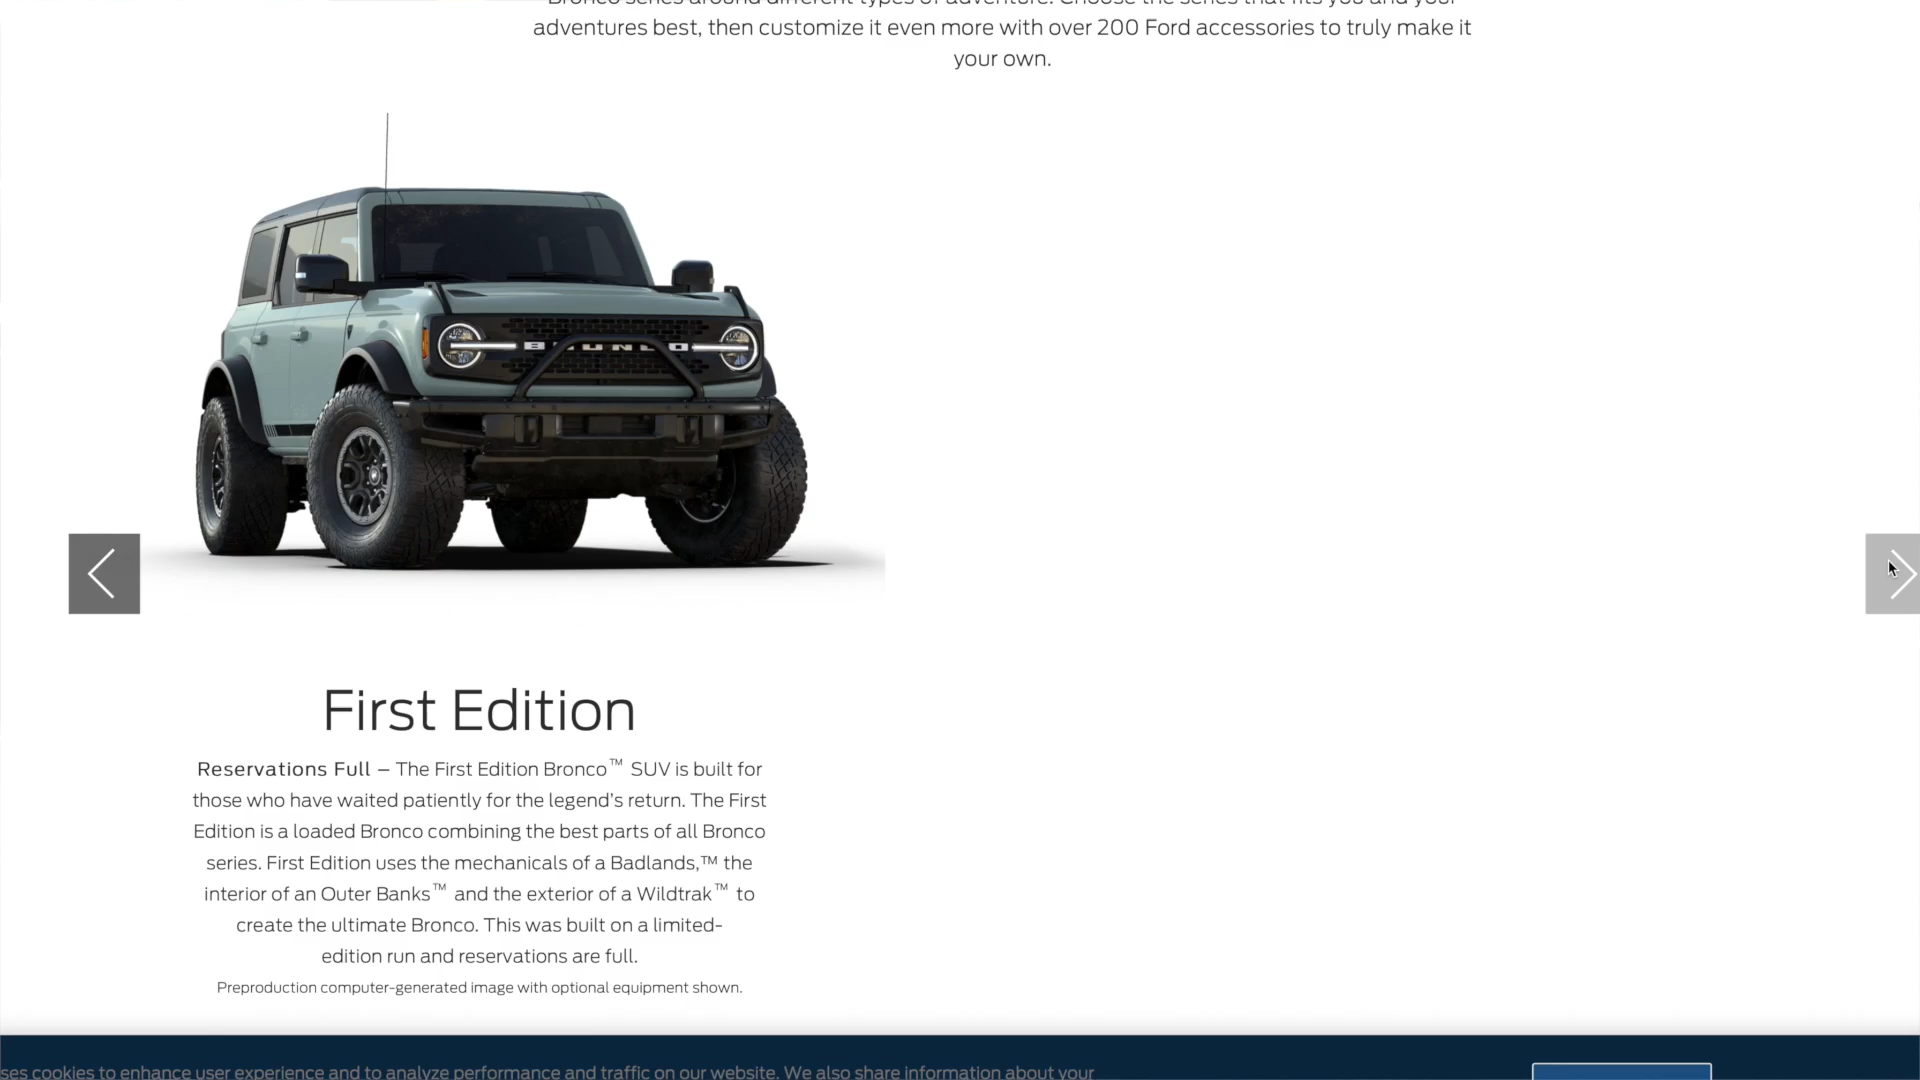 Bronco series around different types of adventure. Choose the series that fits you and your
adventures best, then customize it even more with over 200 Ford accessories to truly make it
your own.
BRONCO
First Edition
Reservations Full – The First Edition Bronco™ SUV is built for
those who have waited patiently for the legend's return. The First
Edition is a loaded Bronco combining the best parts of all Bronco
series. First Edition uses the mechanicals of a Badlands,™ the
interior of an Outer Banks™ and the exterior of a Wildtrak™ to
create the ultimate Bronco. This was built on a limited-
edition run and reservations are full.
Preproduction computer-generated image with optional equipment shown.
ses cookies to enhance user experience and to analyze performance and traffic on our website. We also share information about your